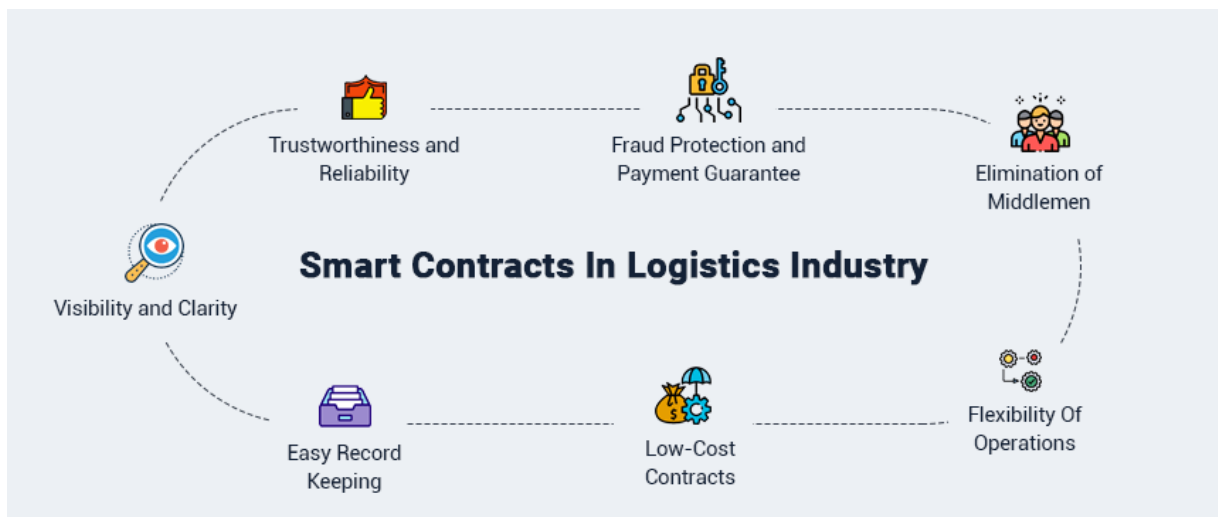 Trustworthiness and
Reliability
Fraud Protection and
Payment Guarantee
Elimination of
Middlemen
Smart Contracts In Logistics Industry
Visibility and Clarity
Easy Record
Keeping
$
Low-Cost
Contracts
Flexibility Of
Operations